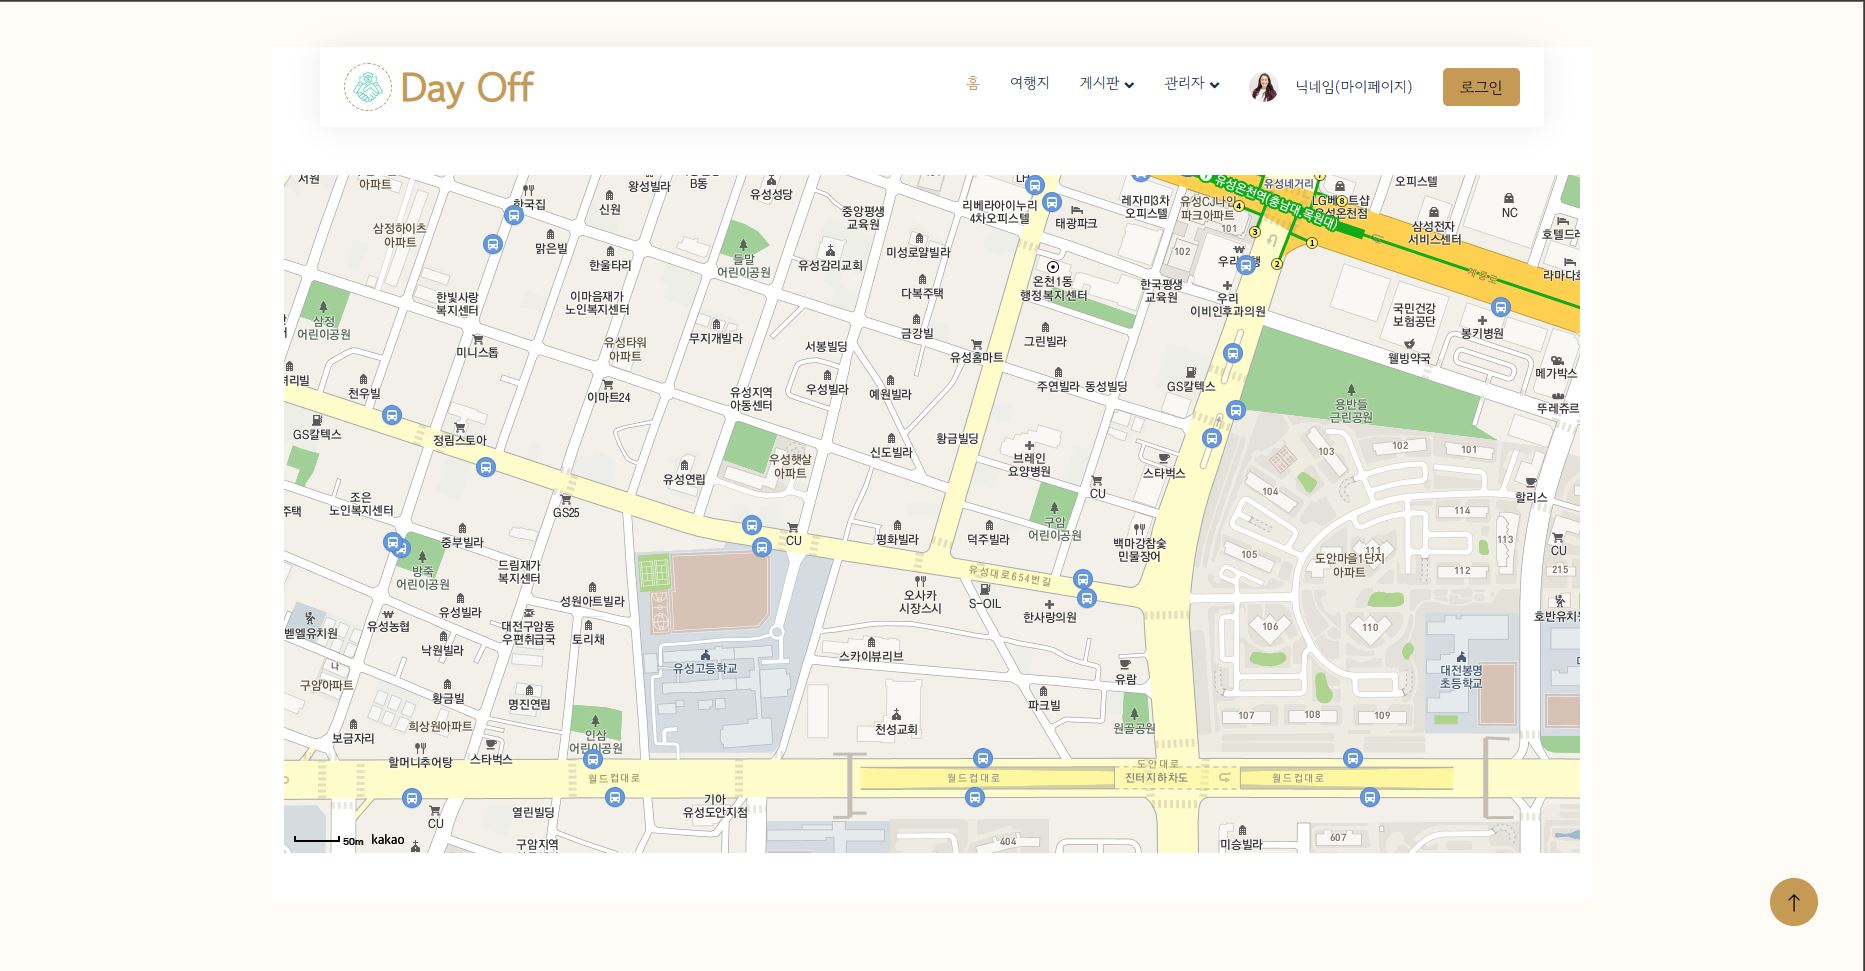 Day Off
홈
여행지
게시판
관리자
닉네임(마이페이지)
로그인
서원
아파트
한국집
신원
왕성빌라
B동
유성성당
중앙평생
교육원
리베라아이누리
4차오피스텔
태광파크
레자미3차
오피스텔
유성CJ나인
파크아파트
101
유성온천역(충남대.목원대)
유성네거리
오피스텔
NC
삼성전자
서비스센터
삼정하이츠
아파트
맑은빌
한울타리
들말
어린이공원
유성감리교회
미성로얄빌라
다복주택
온천1동
행정복지센터
102
한국평생
교육원
우리
이비인후과의원
3
4
8
1
2
계룡로
국민건강
보험공단
봉키병원
웰빙약국
메가박스
삼정
어린이공원
한빛사랑
복지센터
이마음재가
노인복지센터
미니스톱
유성타워
아파트
무지개빌라
서봉빌딩
금강빌
유성홈마트
그린빌라
천우빌
이마트24
유성지역
아동센터
우성빌라
예원빌라
주연빌라
동성빌딩
GS칼텍스
용반들
근린공원
GS칼텍스
정림스토아
유성연립
우성햇살
아파트
신도빌라
황금빌딩
브레인
요양병원
스타벅스
CU
103
102
101
104
할리스
조은
노인복지센터
GS25
CU
평화빌라
덕주빌라
구암
어린이공원
백마강참숯
민물장어
114
113
105
도안마을1단지
아파트
111
112
CU
215
중부빌라
방죽
어린이공원
드림재가
복지센터
유성대로654번길
성원아트빌라
오사카
시장스시
S-OIL
한사랑의원
유성빌라
유성농협
벧엘유치원
대전구암동
우편취급국
토리채
낙원빌라
106
110
스카이뷰리브
유성고등학교
유람
대전봉명
초등학교
나
구암아파트
황금빌
명진연립
파크빌
희상원아파트
보금자리
인삼
어린이공원
천성교회
원골공원
107
108
109
할머니추어탕
스타벅스
월드컵대로
월드컵대로
도안대로
진터지하차도
월드컵대로
CU
열린빌딩
기아
유성도안지점
50m
kakao
구암지역
404
미승빌라
607